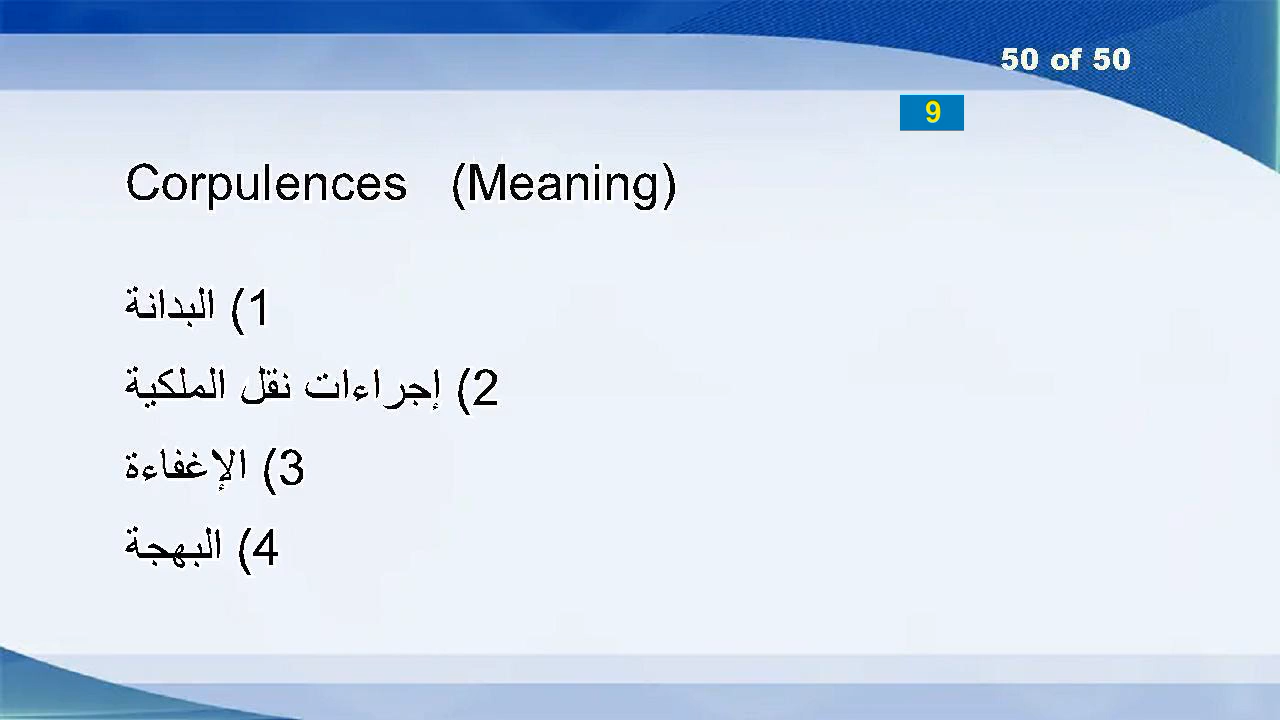 50 of 50
9
Corpulences (Meaning)
1) البدانة
2) إجراءات نقل الملكية
3) الإغفاءة
4) البهجة